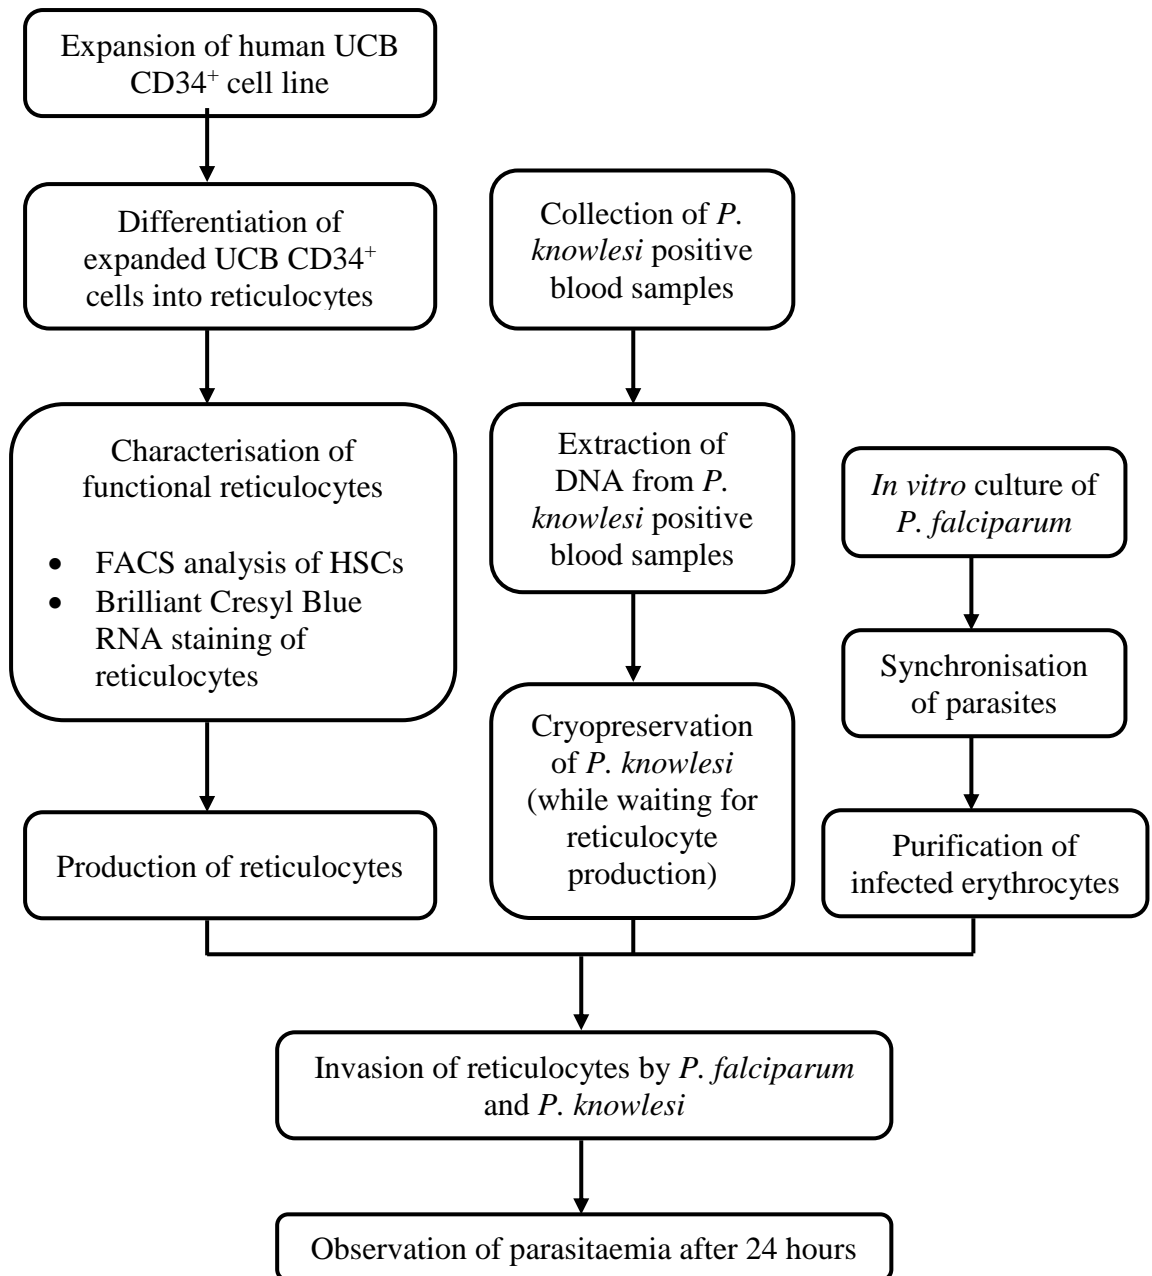 Expansion of human UCB
CD34⁺ cell line
Differentiation of
expanded UCB CD34⁺
cells into reticulocytes
Characterisation of
functional reticulocytes
• FACS analysis of HSCs
• Brilliant Cresyl Blue
RNA staining of
reticulocytes
Production of reticulocytes
Collection of P.
knowlesi positive
blood samples
Extraction of
DNA from P.
knowlesi positive
blood samples
Cryopreservation
of P. knowlesi
(while waiting for
reticulocyte
production)
In vitro culture of
P. falciparum
Synchronisation
of parasites
Purification of
infected erythrocytes
Invasion of reticulocytes by P. falciparum
and P. knowlesi
Observation of parasitaemia after 24 hours